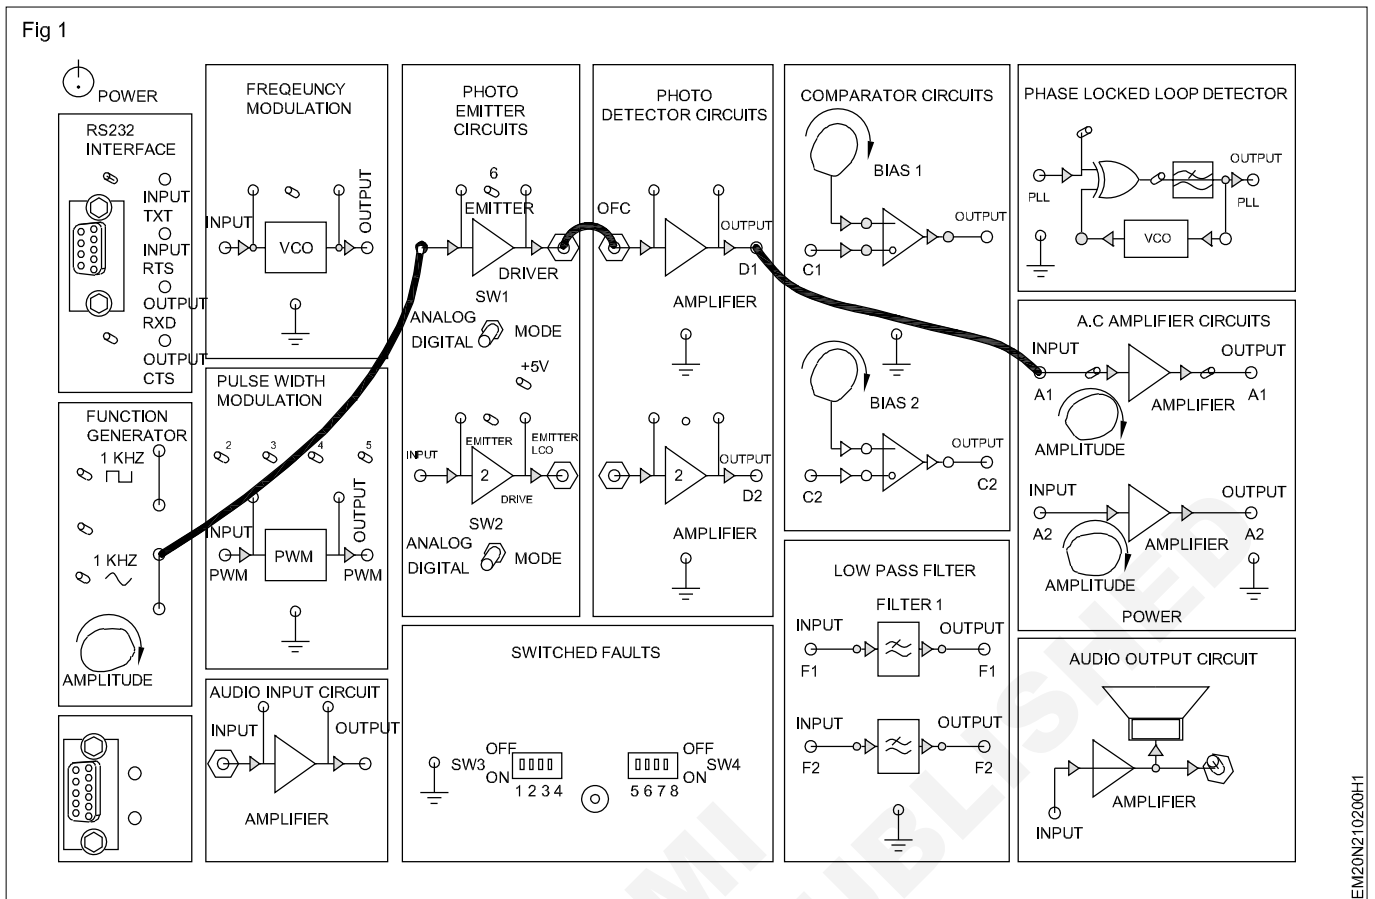 Fig 1
POWER
RS232
INTERFACE
INPUT
TXT
INPUT
RTS
OUTPUT
RXD
OUTPUT
CTS
FUNCTION
GENERATOR
1 KHZ
1 KHZ
AMPLITUDE
FREQEUNCY
MODULATION
INPUT
VCO
OUTPUT
PULSE WIDTH
MODULATION
2
3
4
5
INPUT
PWM
PWM
OUTPUT
PWM
AUDIO INPUT CIRCUIT
INPUT
OUTPUT
AMPLIFIER
PHOTO
EMITTER
CIRCUITS
6
EMITTER
DRIVER
SW1
ANALOG
DIGITAL
MODE
+5V
EMITTER
EMITTER
LCO
INPUT
2
DRIVE
SW2
ANALOG
DIGITAL
MODE
PHOTO
DETECTOR CIRCUITS
OFC
OUTPUT
D1
AMPLIFIER
OUTPUT
2
D2
AMPLIFIER
SWITCHED FAULTS
SW3
OFF
ON
1 2 3 4
OFF
SW4
ON
5 6 7 8
COMPARATOR CIRCUITS
BIAS 1
OUTPUT
C1
BIAS 2
OUTPUT
C2
C2
LOW PASS FILTER
FILTER 1
INPUT
OUTPUT
F1
F1
INPUT
OUTPUT
F2
F2
PHASE LOCKED LOOP DETECTOR
OUTPUT
PLL
PLL
VCO
A.C AMPLIFIER CIRCUITS
INPUT
OUTPUT
A1
AMPLIFIER
A1
AMPLITUDE
INPUT
OUTPUT
A2
AMPLIFIER
A2
AMPLITUDE
POWER
AUDIO OUTPUT CIRCUIT
AMPLIFIER
INPUT
EM20N210200H1